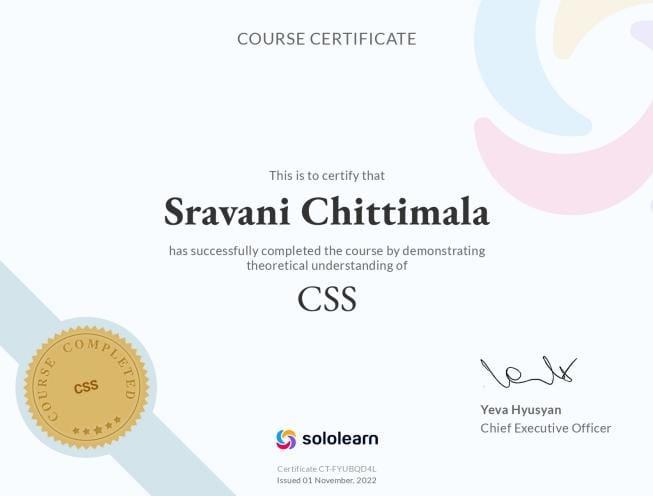 COURSE CERTIFICATE
This is to certify that
Sravani Chittimala
has successfully completed the course by demonstrating
theoretical understanding of
CSS
COURSE COMPLETED
CSS
Yeva Hyusyan
Chief Executive Officer
sololearn
Certificate CT-FYUBQD4L
Issued 01 November, 2022